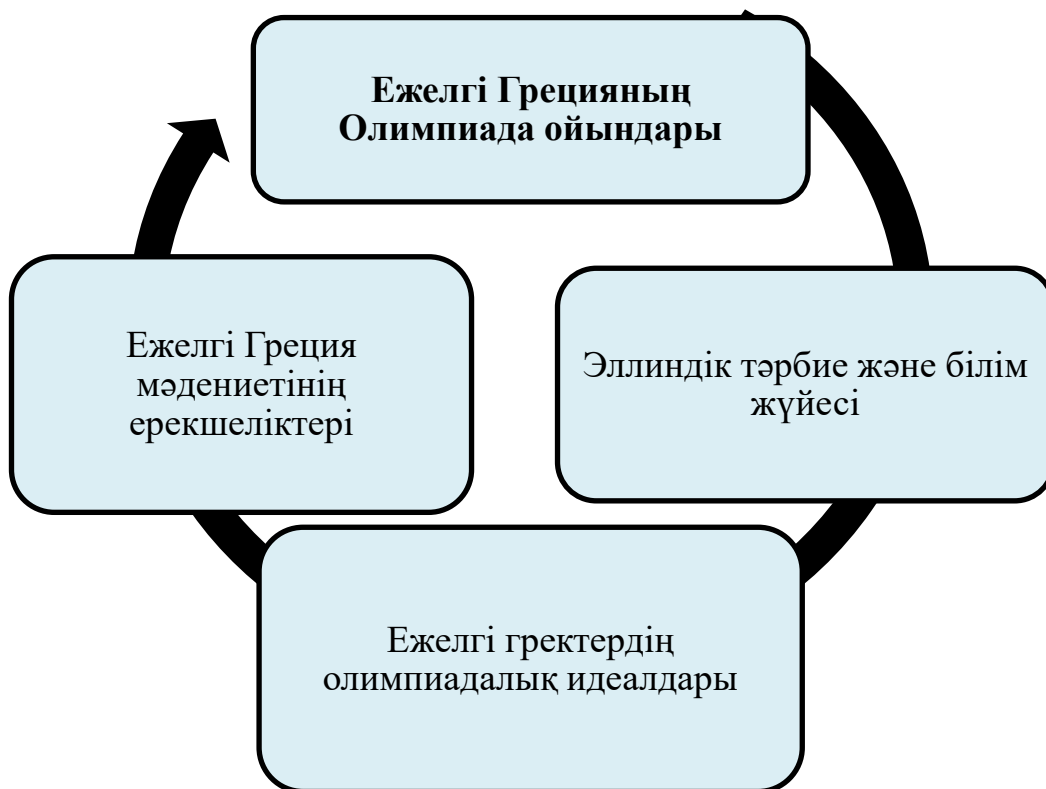 Ежелгі Грецияның
Олимпиада ойындары
Эллиндік тәрбие және білім
жүйесі
Ежелгі гректердің
олимпиадалық идеалдары
Ежелгі Греция
мәдениетінің
ерекшеліктері